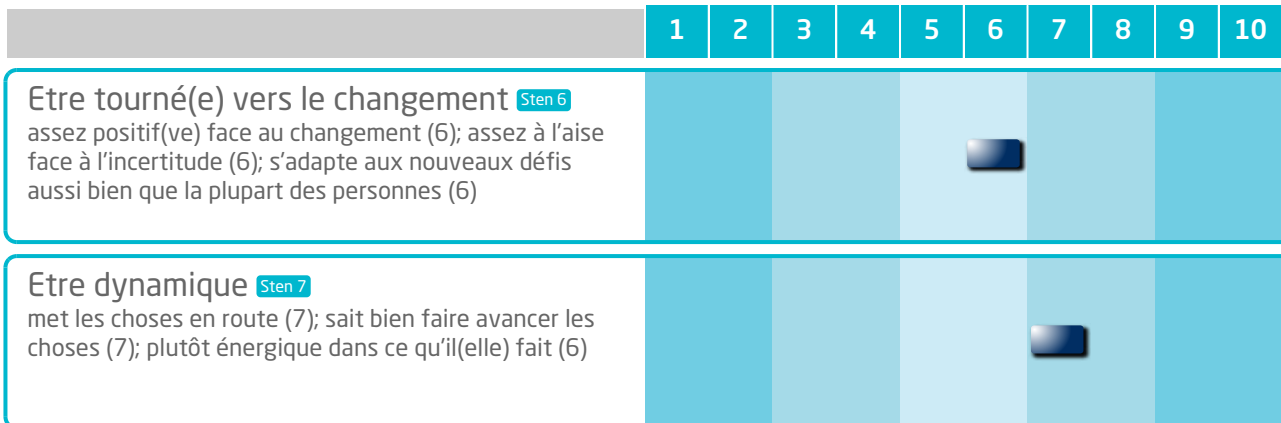 1 2 3 4 5 6 7 8 9 10
Etre tourné(e) vers le changement Sten 6
assez positif(ve) face au changement (6); assez à l'aise
face à l'incertitude (6); s'adapte aux nouveaux défis
aussi bien que la plupart des personnes (6)
Etre dynamique Sten 7
met les choses en route (7); sait bien faire avancer les
choses (7); plutôt énergique dans ce qu'il(elle) fait (6)